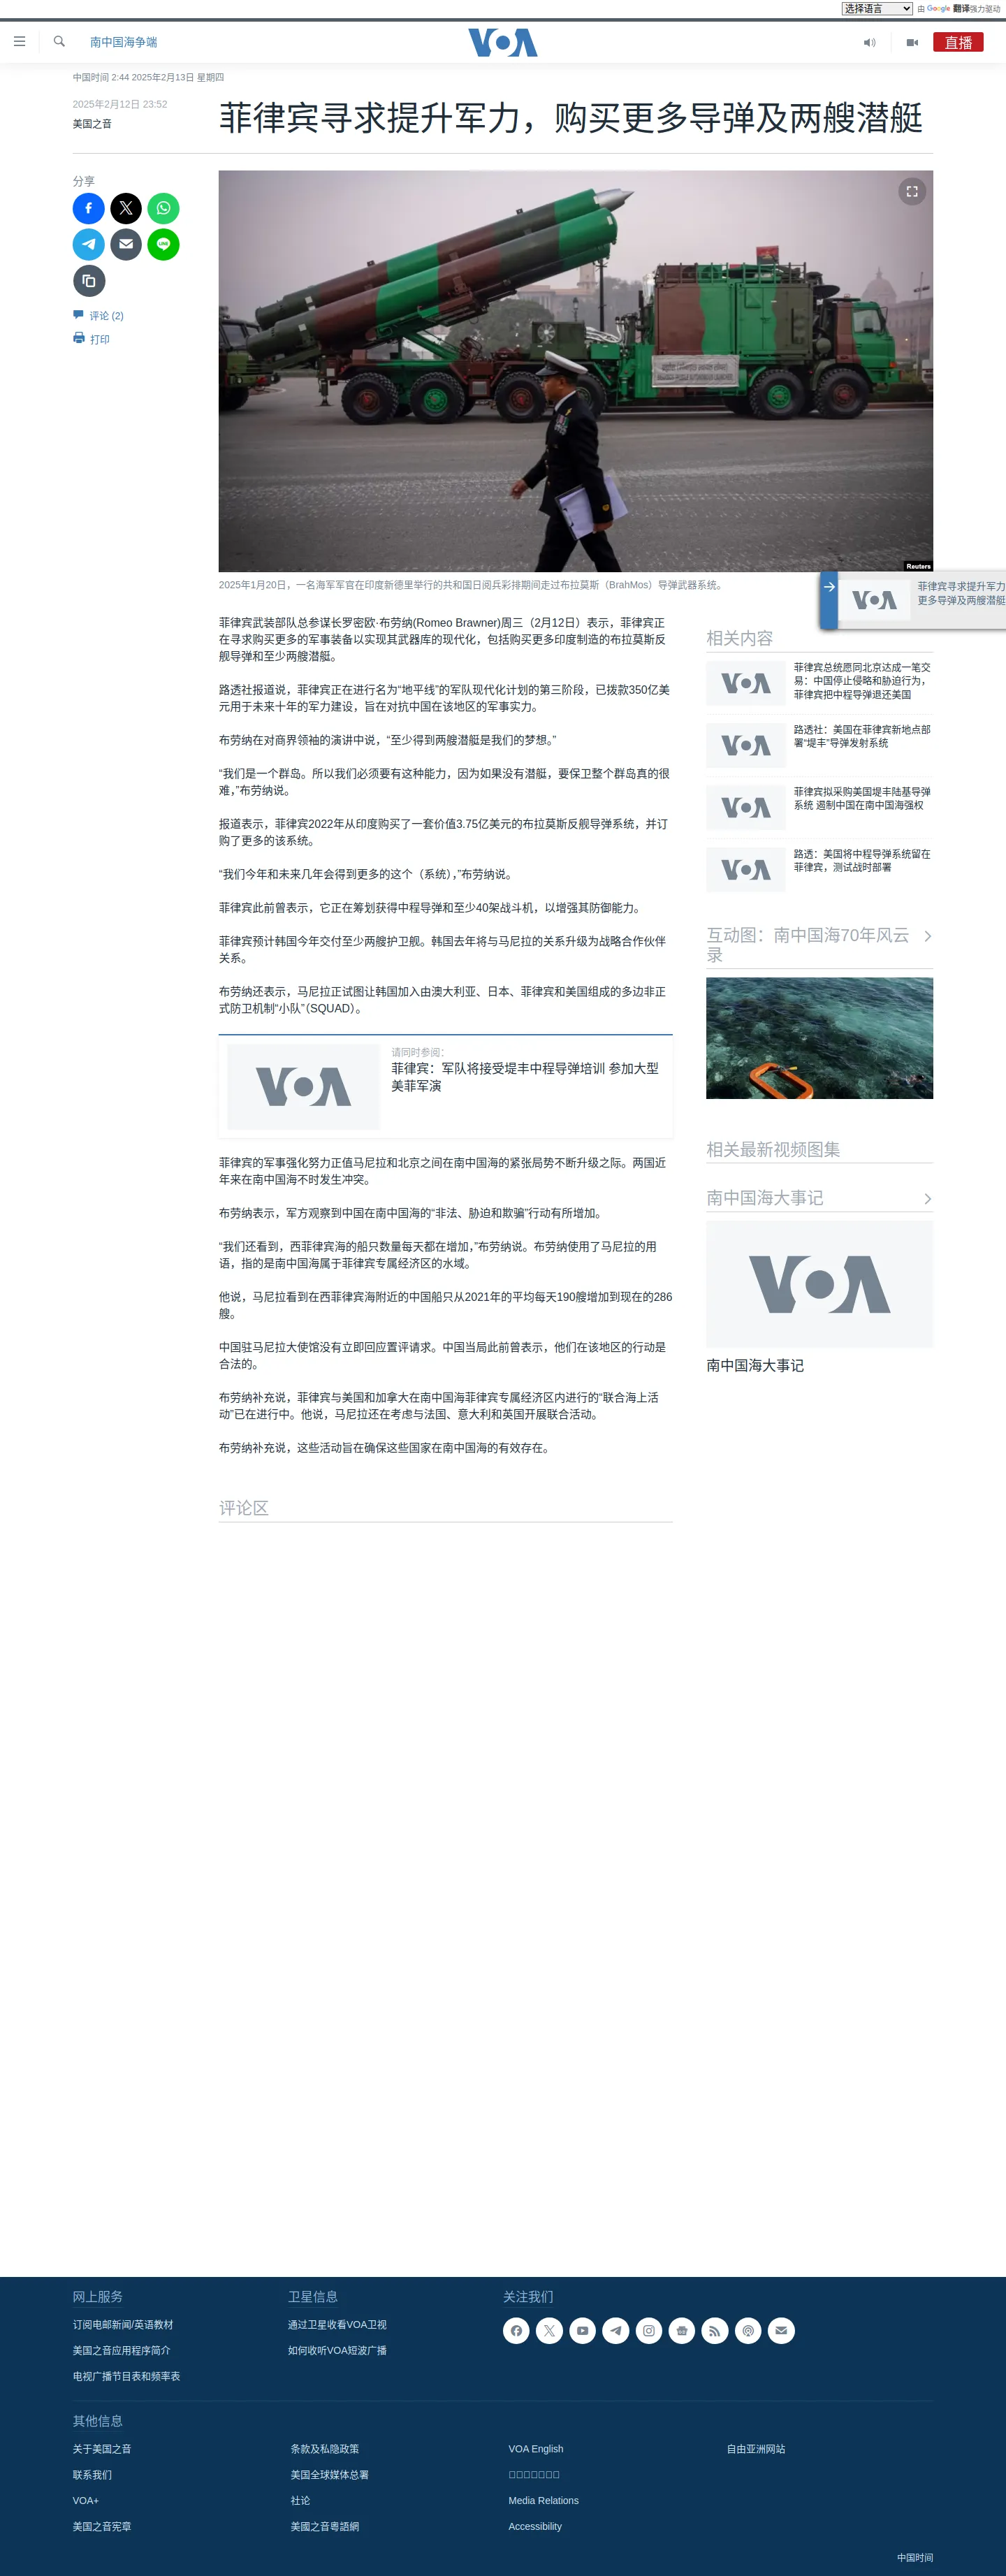 选择语言 由 Google 翻译强力驱动
南中国海争端
VOA
直播
中国时间 2:44 2025年2月13日 星期四
2025年2月12日 23:52
美国之音
菲律宾寻求提升军力，购买更多导弹及两艘潜艇
分享
评论 (2)
打印
Reuters
2025年1月20日，一名海军军官在印度新德里举行的共和国日阅兵彩排期间走过布拉莫斯（BrahMos）导弹武器系统。
VOA
菲律宾寻求提升军力
更多导弹及两艘潜艇
菲律宾武装部队总参谋长罗密欧·布劳纳(Romeo Brawner)周三（2月12日）表示，菲律宾正
在寻求购买更多的军事装备以实现其武器库的现代化，包括购买更多印度制造的布拉莫斯反
舰导弹和至少两艘潜艇。
路透社报道说，菲律宾正在进行名为“地平线”的军队现代化计划的第三阶段，已拨款350亿美
元用于未来十年的军力建设，旨在对抗中国在该地区的军事实力。
布劳纳在对商界领袖的演讲中说，“至少得到两艘潜艇是我们的梦想。”
“我们是一个群岛。所以我们必须要有这种能力，因为如果没有潜艇，要保卫整个群岛真的很
难，”布劳纳说。
报道表示，菲律宾2022年从印度购买了一套价值3.75亿美元的布拉莫斯反舰导弹系统，并订
购了更多的该系统。
“我们今年和未来几年会得到更多的这个（系统），”布劳纳说。
菲律宾此前曾表示，它正在筹划获得中程导弹和至少40架战斗机，以增强其防御能力。
菲律宾预计韩国今年交付至少两艘护卫舰。韩国去年将与马尼拉的关系升级为战略合作伙伴
关系。
布劳纳还表示，马尼拉正试图让韩国加入由澳大利亚、日本、菲律宾和美国组成的多边非正
式防卫机制“小队”（SQUAD）。
VOA
请同时参阅：
菲律宾：军队将接受堤丰中程导弹培训 参加大型
美菲军演
菲律宾的军事强化努力正值马尼拉和北京之间在南中国海的紧张局势不断升级之际。两国近
年来在南中国海不时发生冲突。
布劳纳表示，军方观察到中国在南中国海的“非法、胁迫和欺骗”行动有所增加。
“我们还看到，西菲律宾海的船只数量每天都在增加，”布劳纳说。布劳纳使用了马尼拉的用
语，指的是南中国海属于菲律宾专属经济区的水域。
他说，马尼拉看到在西菲律宾海附近的中国船只从2021年的平均每天190艘增加到现在的286
艘。
中国驻马尼拉大使馆没有立即回应置评请求。中国当局此前曾表示，他们在该地区的行动是
合法的。
布劳纳补充说，菲律宾与美国和加拿大在南中国海菲律宾专属经济区内进行的“联合海上活
动”已在进行中。他说，马尼拉还在考虑与法国、意大利和英国开展联合活动。
布劳纳补充说，这些活动旨在确保这些国家在南中国海的有效存在。
评论区
相关内容
VOA
菲律宾总统愿同北京达成一笔交
易：中国停止侵略和胁迫行为，
菲律宾把中程导弹退还美国
VOA
路透社：美国在菲律宾新地点部
署“堤丰”导弹发射系统
VOA
菲律宾拟采购美国堤丰陆基导弹
系统 遏制中国在南中国海强权
VOA
路透：美国将中程导弹系统留在
菲律宾，测试战时部署
互动图：南中国海70年风云
录
相关最新视频图集
南中国海大事记
VOA
南中国海大事记
网上服务
订阅电邮新闻/英语教材
美国之音应用程序简介
电视广播节目表和频率表
卫星信息
通过卫星收看VOA卫视
如何收听VOA短波广播
关注我们
其他信息
关于美国之音
联系我们
VOA+
美国之音宪章
条款及私隐政策
美国全球媒体总署
社论
美國之音粵語網
VOA English
Media Relations
Accessibility
自由亚洲网站
中国时间